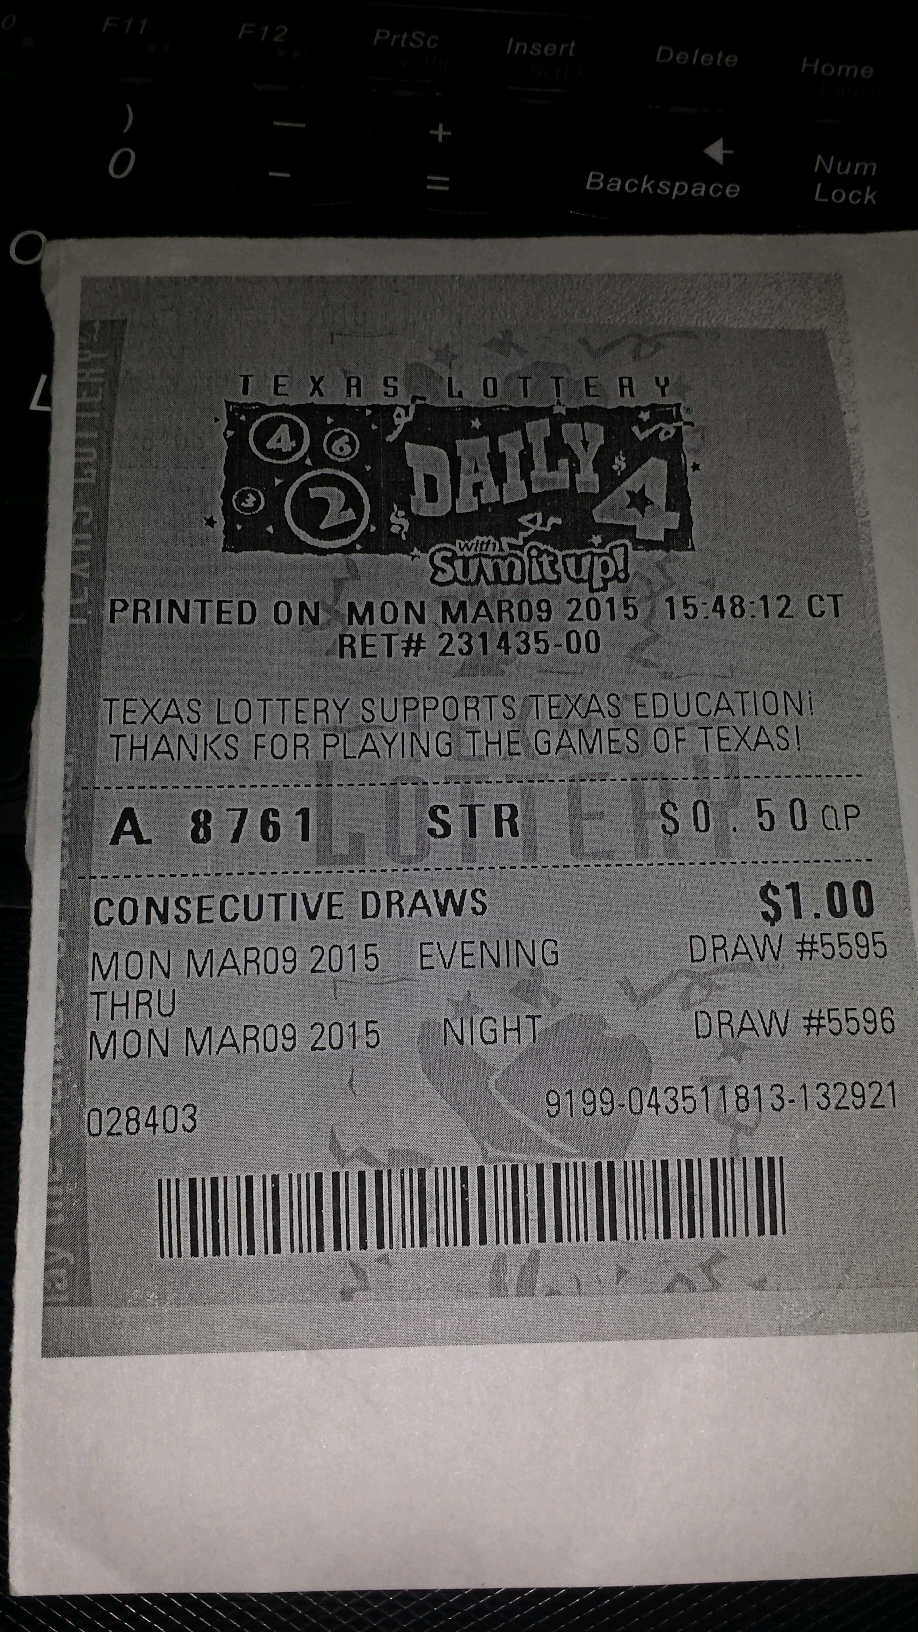 F11 F12 PrtSc Insert Delete Home
) — + 
0 - = Backspace Num
Lock
O
L
TEXAS LOTTERY
4 6 DAILY 4
3 2
with
Sum it up!
PRINTED ON MON MAR09 2015 15:48:12 CT
RET# 231435-00
TEXAS LOTTERY SUPPORTS TEXAS EDUCATION!
THANKS FOR PLAYING THE GAMES OF TEXAS!
A 8761 STR $0.50 QP
CONSECUTIVE DRAWS $1.00
MON MAR09 2015 EVENING DRAW #5595
THRU
MON MAR09 2015 NIGHT DRAW #5596
028403 9199-043511813-132921
TEXAS LOTTERY
LOTTERY